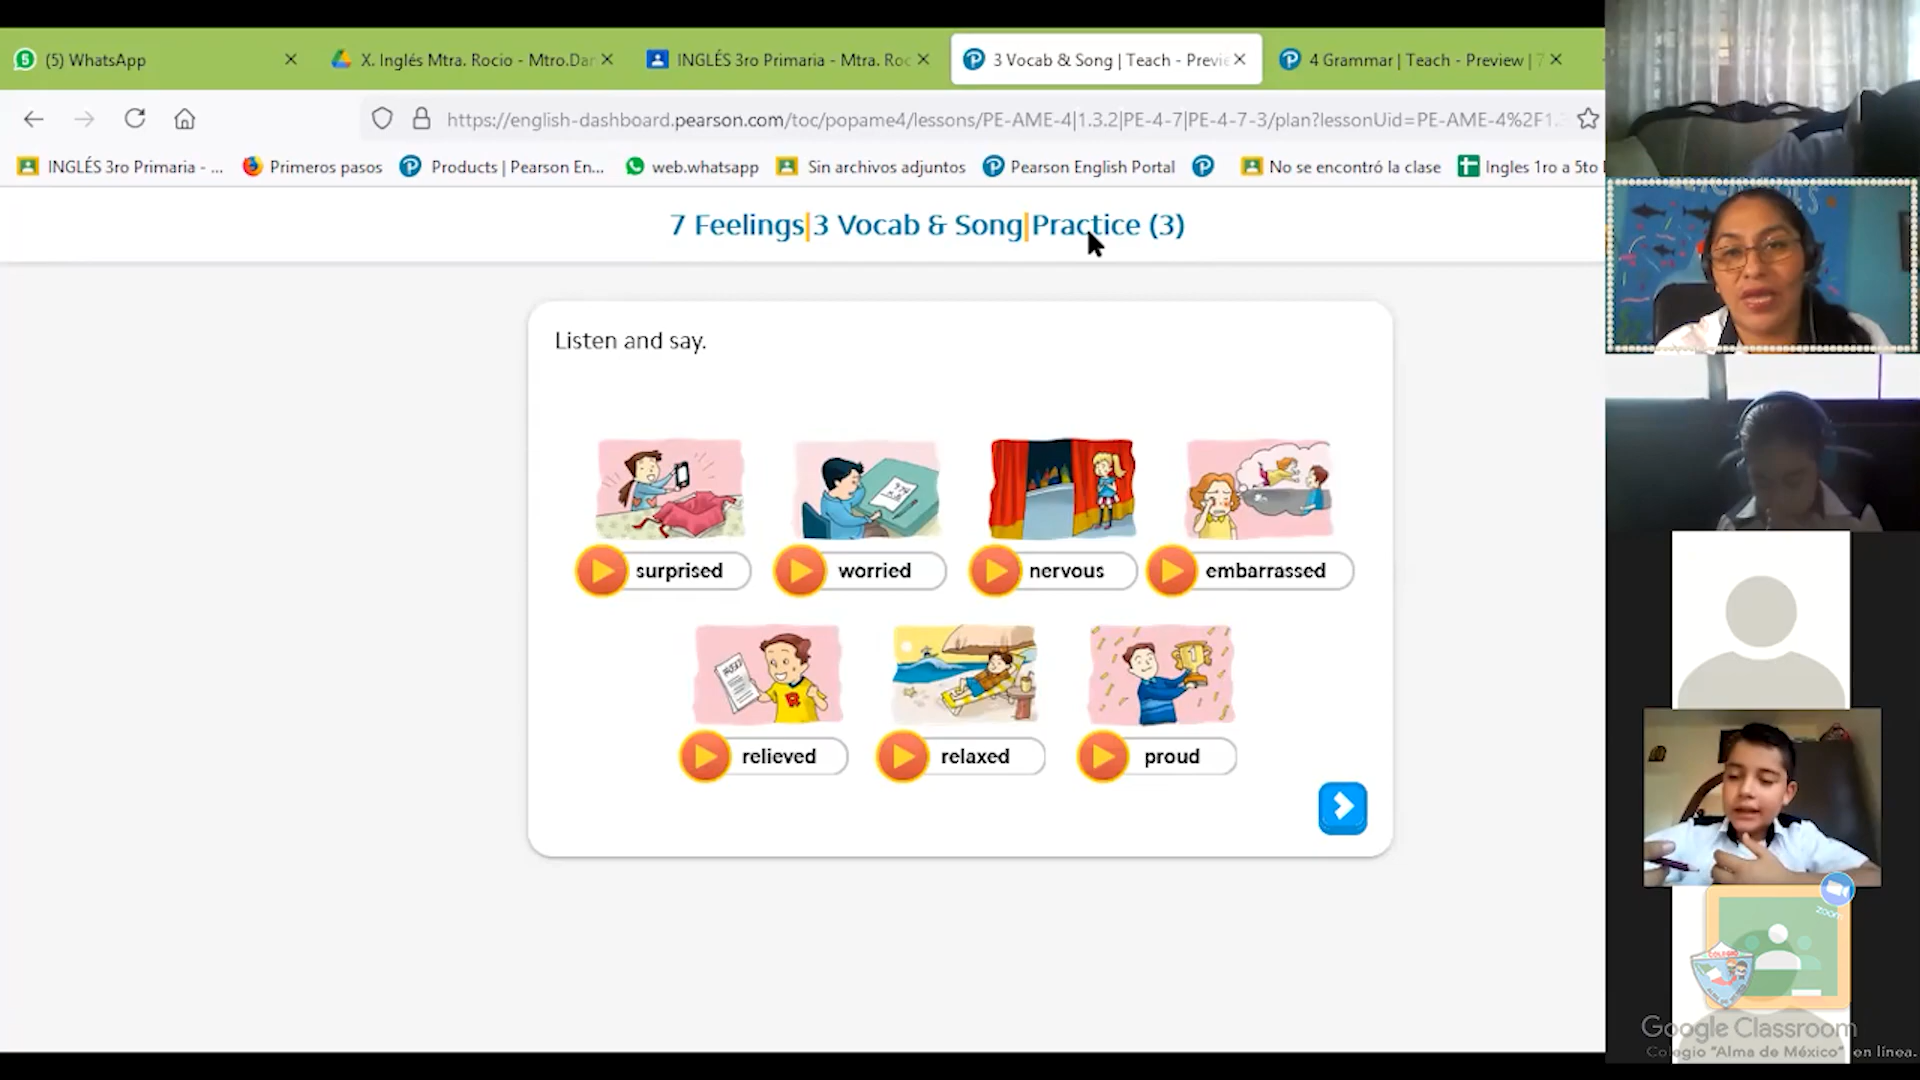 (5) WhatsApp
X. Inglés Mtra. Rocio - Mtro.Dar
INGLÉS 3ro Primaria - Mtra. Roc
3 Vocab & Song | Teach - Previe
4 Grammar | Teach - Preview | 7
https://english-dashboard.pearson.com/toc/popame4/lessons/PE-AME-4|1.3.2|PE-4-7|PE-4-7-3/plan?lessonUid=PE-AME-4%2F1.3
INGLÉS 3ro Primaria - ...
Primeros pasos
Products | Pearson En...
web.whatsapp
Sin archivos adjuntos
Pearson English Portal
No se encontró la clase
Ingles 1ro a 5to
7 Feelings|3 Vocab & Song|Practice (3)
Listen and say.
surprised
worried
nervous
embarrassed
relieved
relaxed
proud
zoom
COLEGIO
Google Classroom
Colegio "Alma de México" en línea.